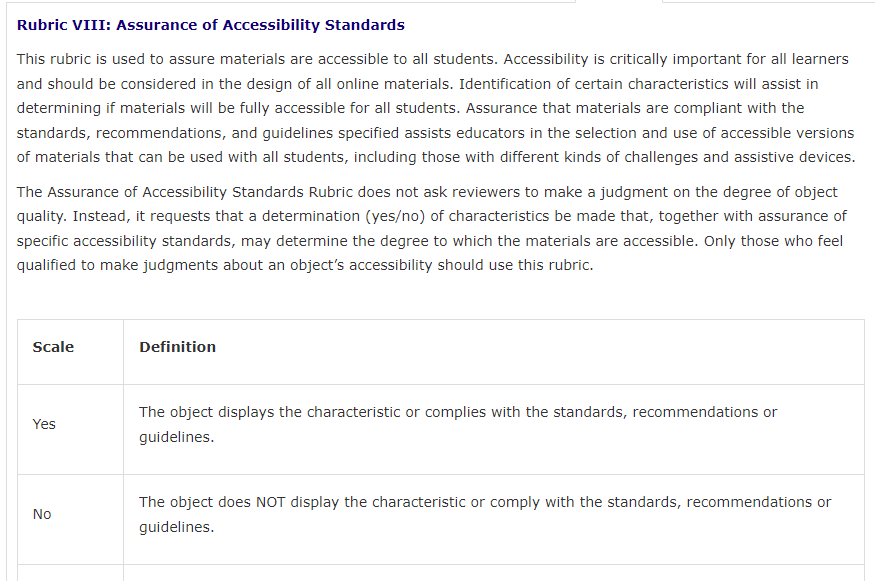 Rubric VIII: Assurance of Accessibility Standards
This rubric is used to assure materials are accessible to all students. Accessibility is critically important for all learners
and should be considered in the design of all online materials. Identification of certain characteristics will assist in
determining if materials will be fully accessible for all students. Assurance that materials are compliant with the
standards, recommendations, and guidelines specified assists educators in the selection and use of accessible versions
of materials that can be used with all students, including those with different kinds of challenges and assistive devices.
The Assurance of Accessibility Standards Rubric does not ask reviewers to make a judgment on the degree of object
quality. Instead, it requests that a determination (yes/no) of characteristics be made that, together with assurance of
specific accessibility standards, may determine the degree to which the materials are accessible. Only those who feel
qualified to make judgments about an object’s accessibility should use this rubric.
Scale
Definition
Yes
The object displays the characteristic or complies with the standards, recommendations or
guidelines.
No
The object does NOT display the characteristic or comply with the standards, recommendations or
guidelines.